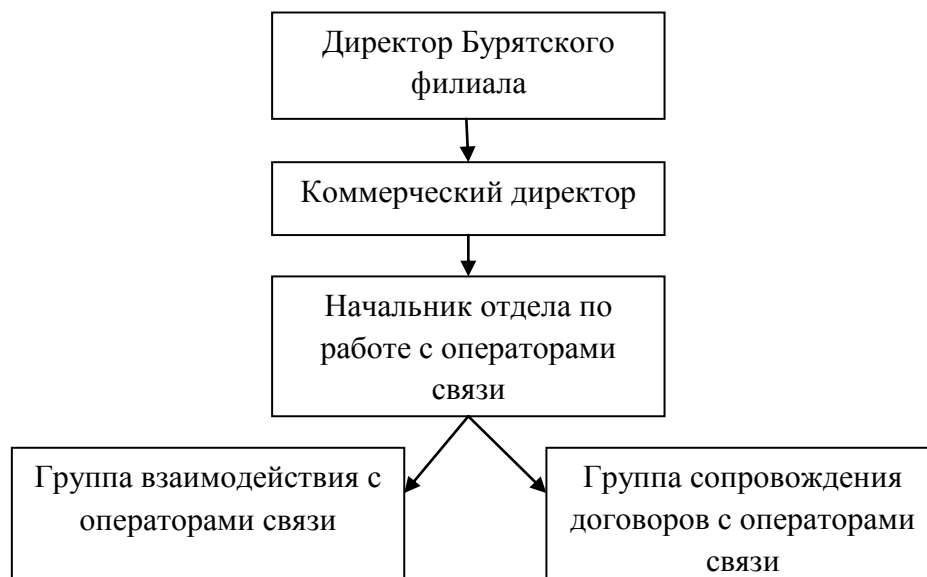 Директор Бурятского
филиала
Коммерческий директор
Начальник отдела по
работе с операторами
связи
Группа взаимодействия с
операторами связи
Группа сопровождения
договоров с операторами
связи